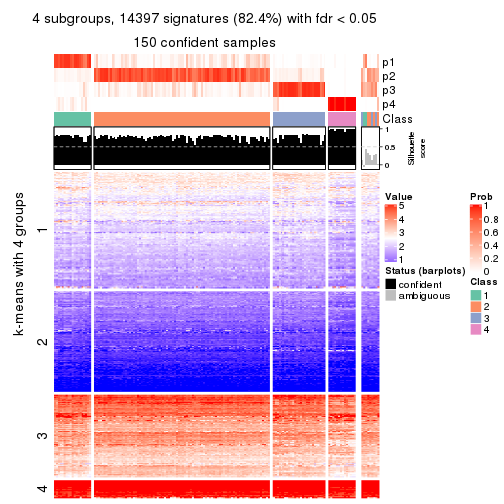 4 subgroups, 14397 signatures (82.4%) with fdr < 0.05
150 confident samples
p1
p2
p3
p4
Class
1
0.5
0
Silhouette
score
k-means with 4 groups
1
2
3
4
Value
5
4
3
2
1
Status (barplots)
confident
ambiguous
Prob
1
0.8
0.6
0.4
0.2
0
Class
1
2
3
4